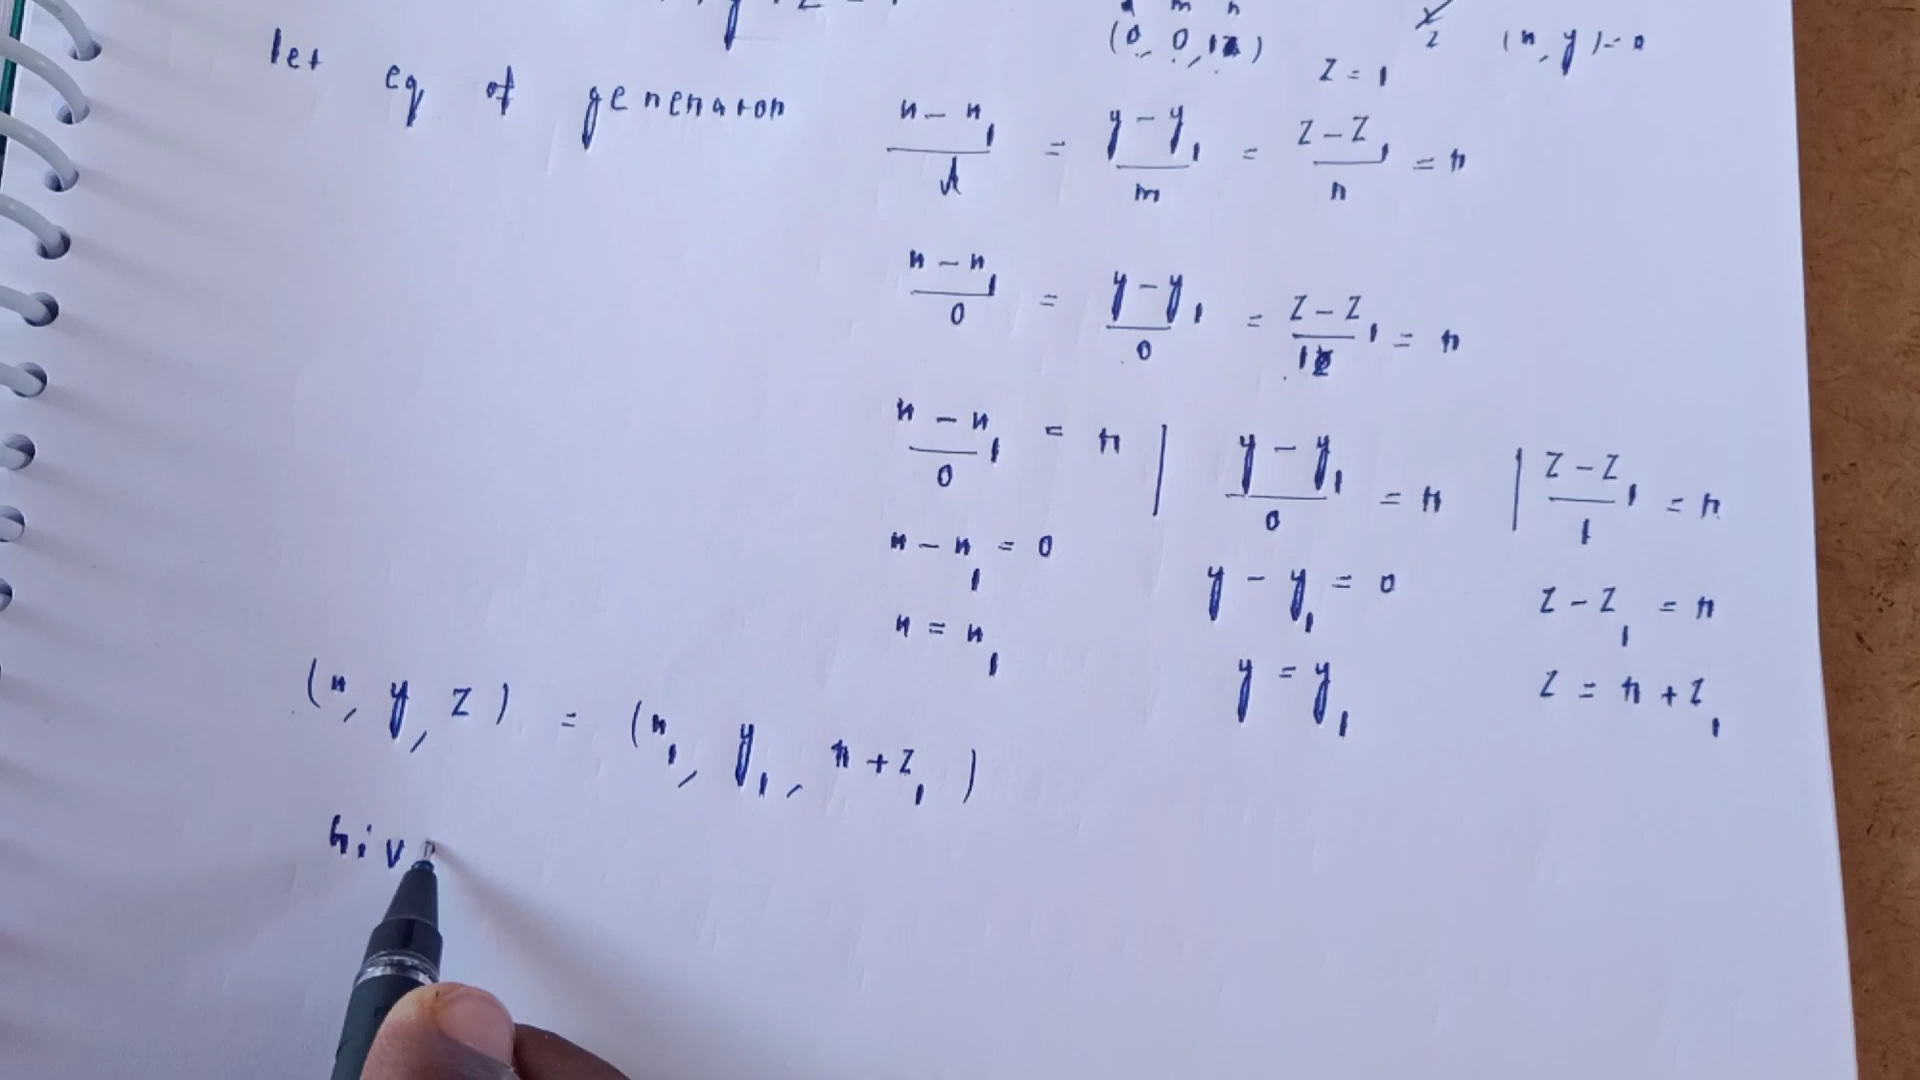 l m n
(0, 0, 1) z = 1 (x, y) = 0
let eq of generator (x - x₁)/l = (y - y₁)/m = (z - z₁)/n = r
(x - x₁)/0 = (y - y₁)/0 = (z - z₁)/1 = r
(x - x₁)/0 = r | (y - y₁)/0 = r | (z - z₁)/1 = r
x - x₁ = 0 y - y₁ = 0 z - z₁ = r
x = x₁ y = y₁ z = r + z₁
(x, y, z) = (x₁, y₁, r + z₁)
Giv